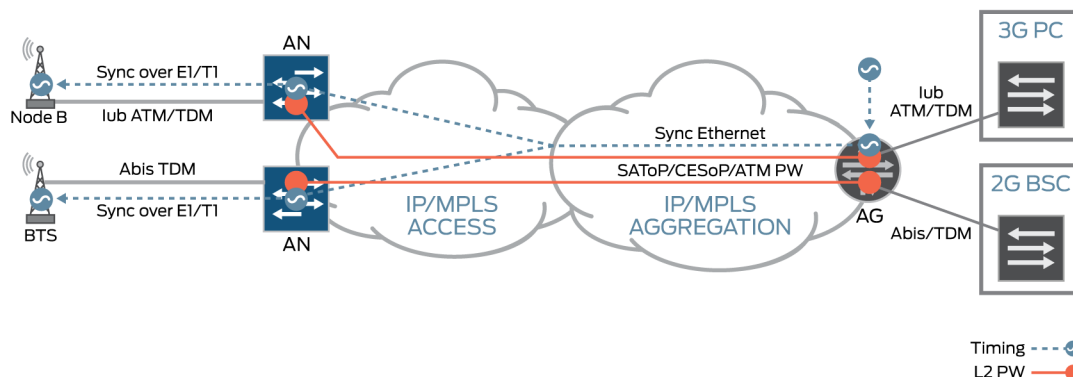 AN
3G PC
Sync over E1/T1
Node B
Iub ATM/TDM
Iub
ATM/TDM
Sync Ethernet
Abis TDM
SAToP/CESoP/ATM PW
2G BSC
Sync over E1/T1
BTS
AN
IP/MPLS
ACCESS
IP/MPLS
AGGREGATION
AG
Abis/TDM
Timing
L2 PW